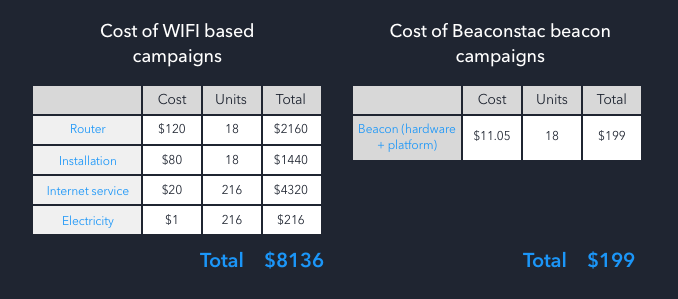 Cost of WIFI based
campaigns
Cost Units Total
Router $120 18 $2160
Installation $80 18 $1440
Internet service $20 216 $4320
Electricity $1 216 $216
Total $8136
Cost of Beaconstac beacon
campaigns
Cost Units Total
Beacon (hardware
+ platform) $11.05 18 $199
Total $199